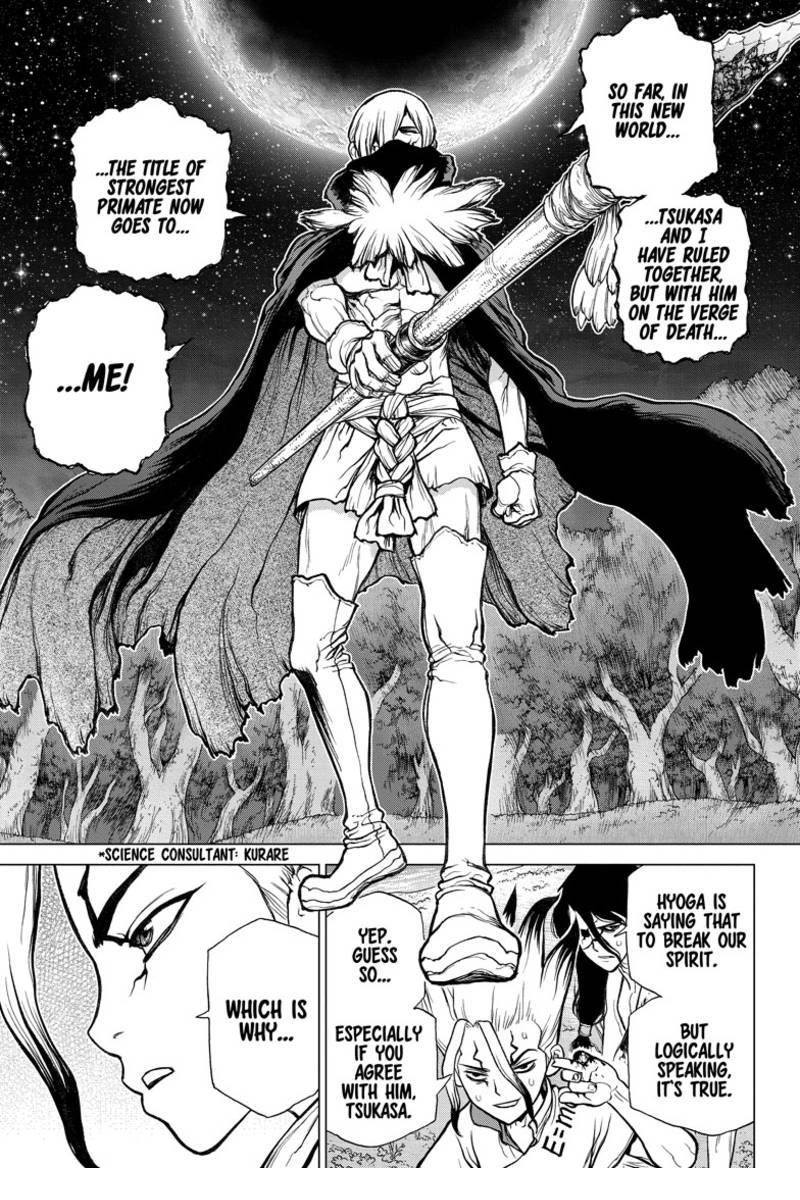 SO FAR, IN
THIS NEW
WORLD...
...TSUKASA
AND I
HAVE RULED
TOGETHER,
BUT WITH HIM
ON THE VERGE
OF DEATH...
...THE TITLE OF
STRONGEST
PRIMATE NOW
GOES TO...
...ME!
*SCIENCE CONSULTANT: KURARE
HYOGA IS
SAYING THAT
TO BREAK OUR
SPIRIT.
BUT
LOGICALLY
SPEAKING,
IT'S TRUE.
YEP.
GUESS
SO...
ESPECIALLY
IF YOU
AGREE
WITH HIM,
TSUKASA.
E=m
WHICH IS
WHY...